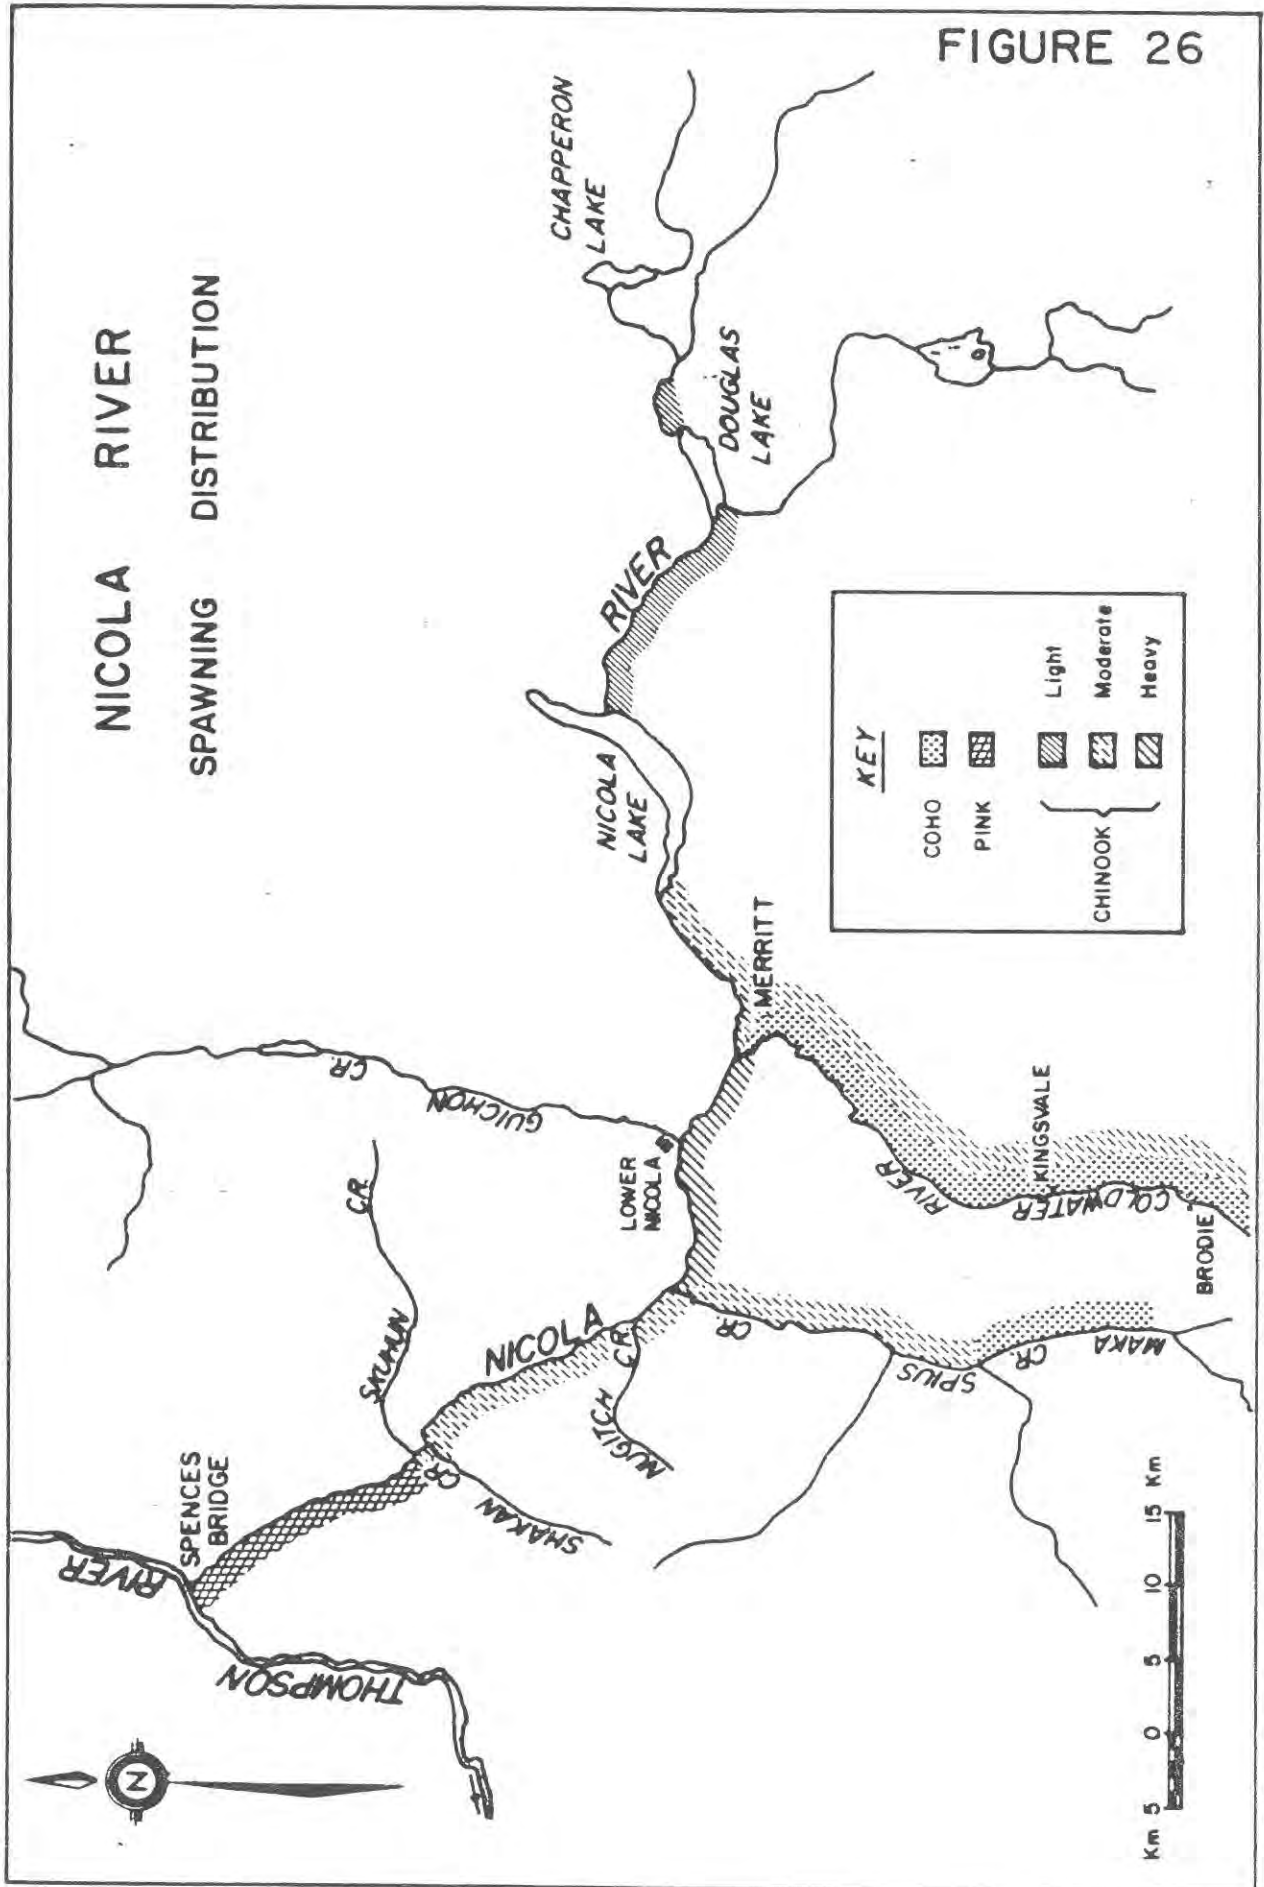 FIGURE 26
NICOLA RIVER
SPAWNING DISTRIBUTION
N
THOMPSON
RIVER
SPENCES
BRIDGE
SHAKAN
CR.
SKUHUN
CR.
NUGITCH
CR.
NICOLA
RIVER
LOWER
NICOLA
GUICHON
CR.
SPIUS
CR.
MAKA
CR.
BRODIE
COLDWATER
RIVER
KINGSVALE
MERRITT
NICOLA
LAKE
DOUGLAS
LAKE
CHAPPERON
LAKE
KEY
COHO
PINK
CHINOOK
Light
Moderate
Heavy
Km 5 0 5 10 15 Km